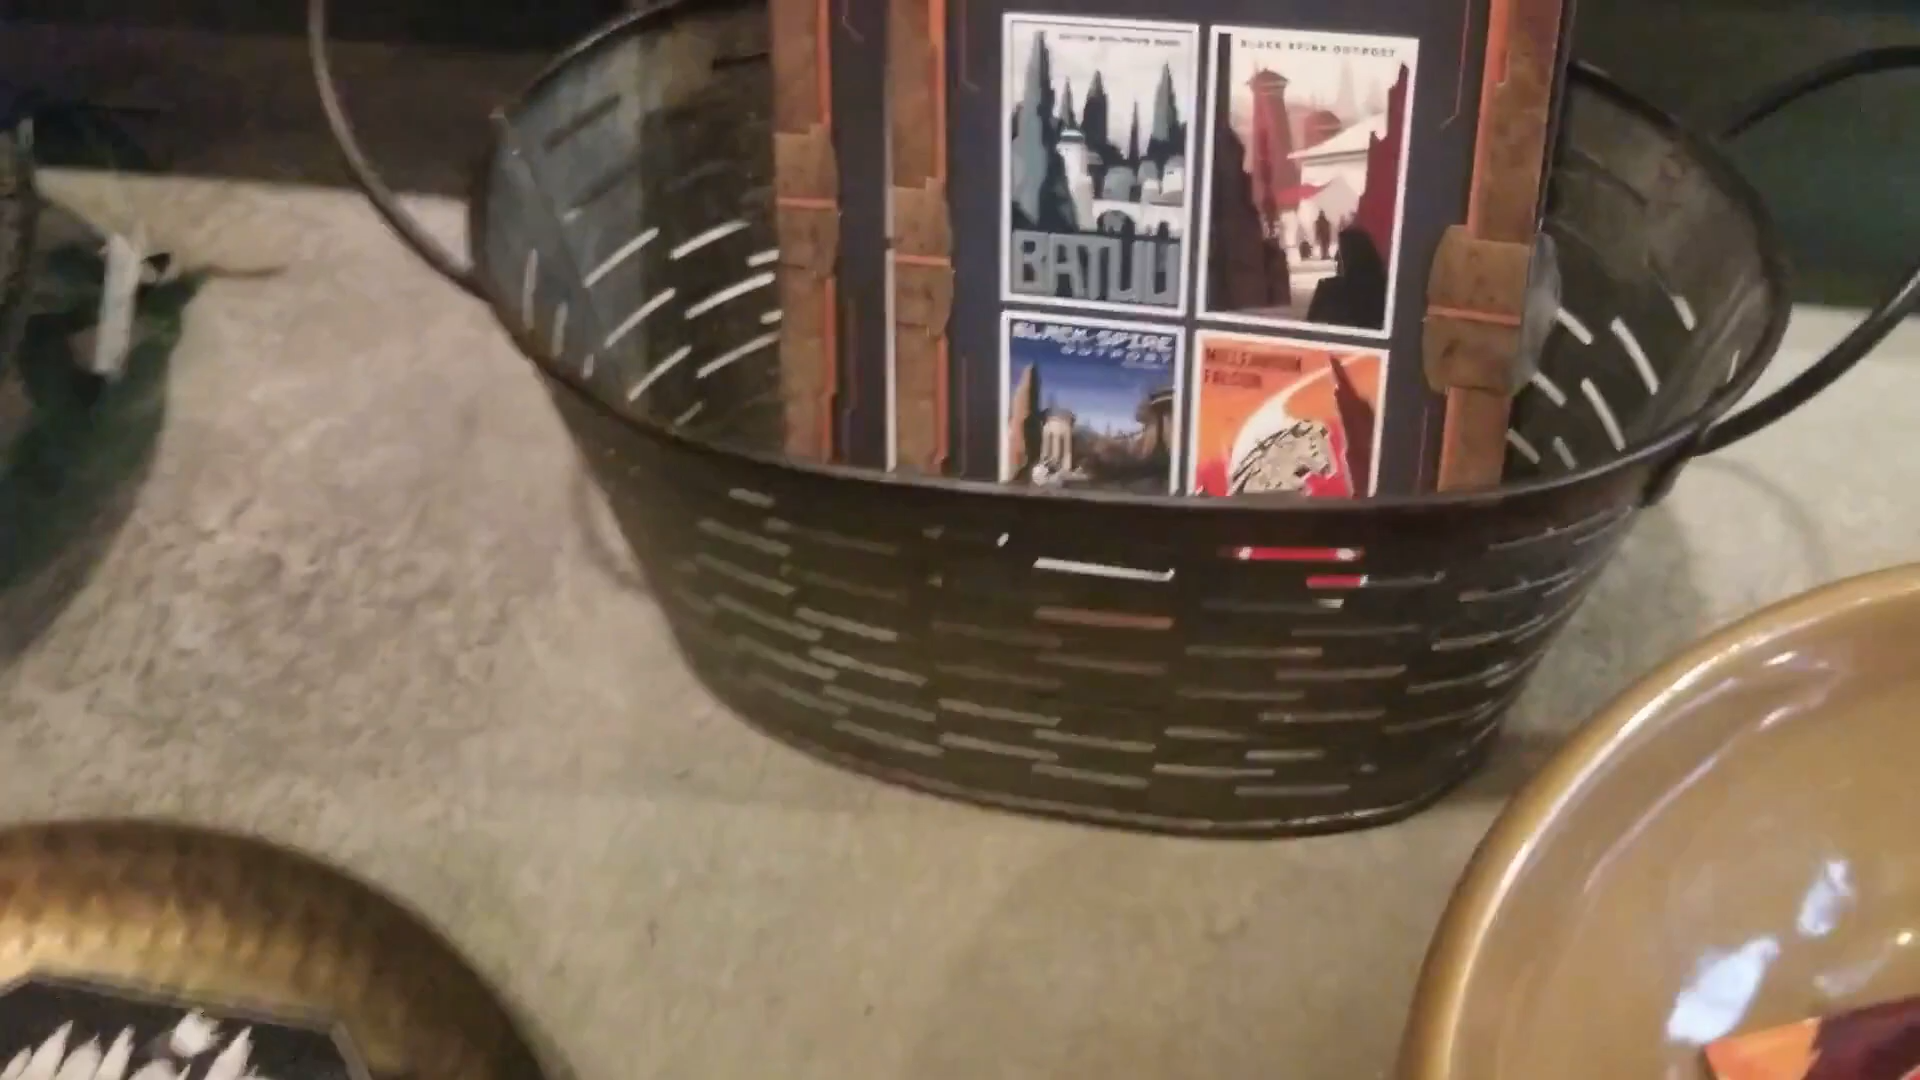 BLACK SPIRE OUTPOST
BATUU
BLACK SPIRE
OUTPOST
MILLENNIUM
FALCON